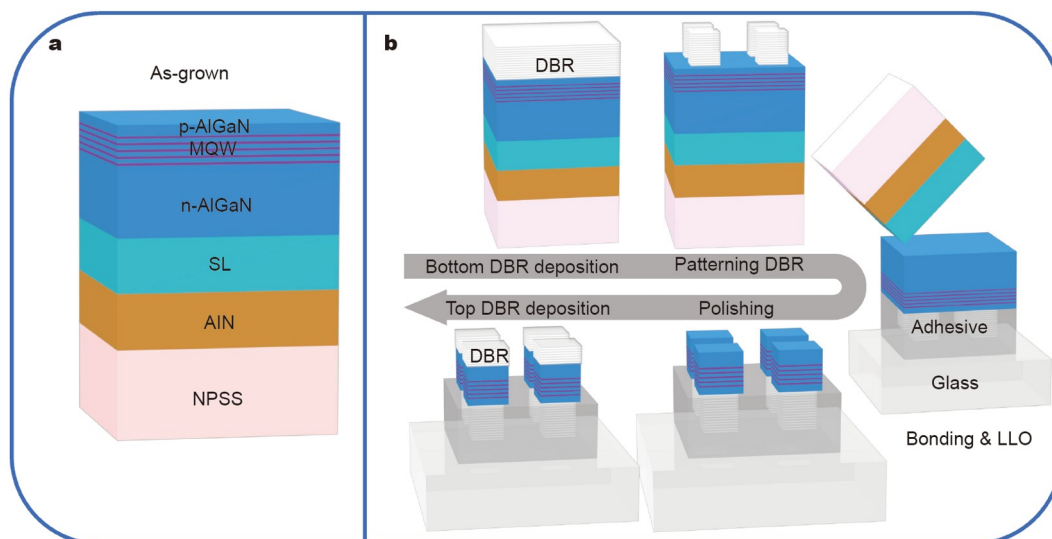 a
As-grown
p-AlGaN
MQW
n-AlGaN
SL
AlN
NPSS
b
DBR
Bottom DBR deposition
Patterning DBR
Top DBR deposition
Polishing
DBR
Adhesive
Glass
Bonding & LLO